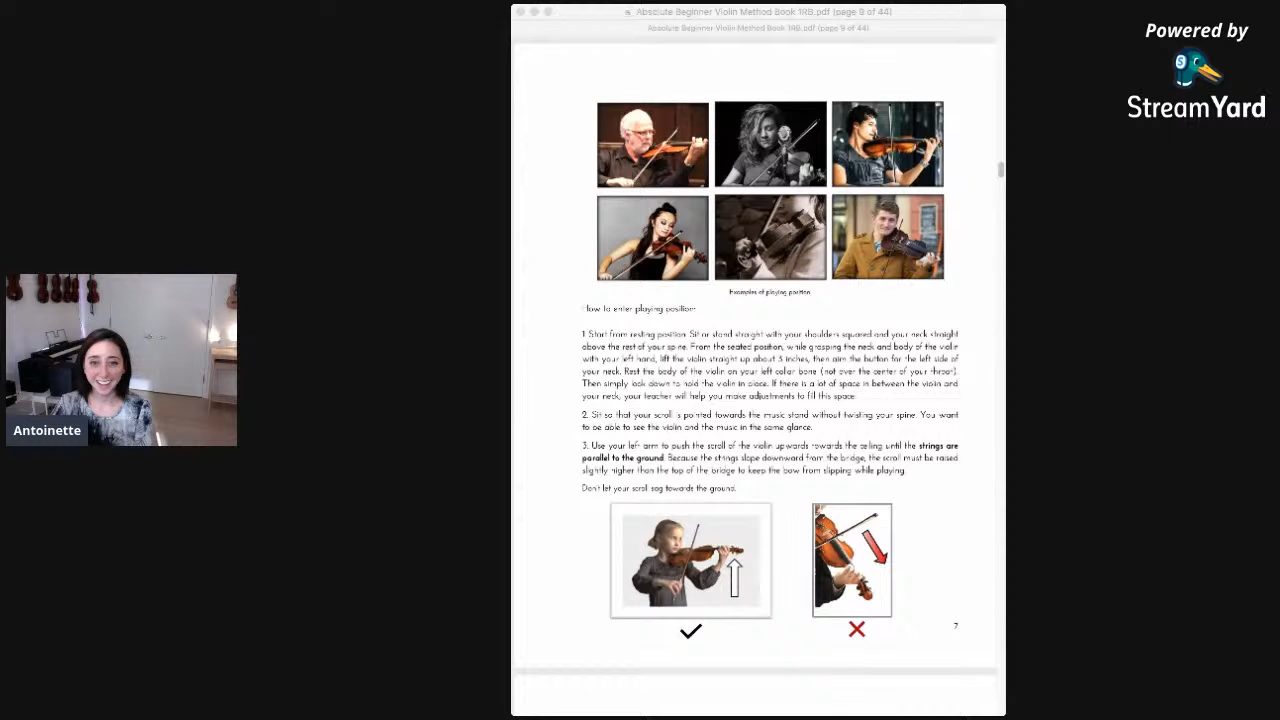 Absolute Beginner Violin Method Book 1RB.pdf (page 9 of 44)
Absolute Beginner Violin Method Book 1RB.pdf (page 9 of 44)
Powered by
StreamYard
Examples of playing position
How to enter playing position:
1. Start from resting position. Sit or stand straight with your shoulders squared and your neck straight
above the rest of your spine. From the seated position, while grasping the neck and body of the violin
with your left hand, lift the violin straight up about 3 inches, then aim the button for the left side of
your neck. Rest the body of the violin on your left collar bone (not over the center of your throat).
Then simply look down to hold the violin in place. If there is a lot of space in between the violin and
your neck, your teacher will help you make adjustments to fill this space.
2. Sit so that your scroll is pointed towards the music stand without twisting your spine. You want
to be able to see the violin and the music in the same glance.
3. Use your left arm to push the scroll of the violin upwards towards the ceiling until the strings are
parallel to the ground. Because the strings slope downward from the bridge, the scroll must be raised
slightly higher than the top of the bridge to keep the bow from slipping while playing.
Don't let your scroll sag towards the ground.
7
Antoinette